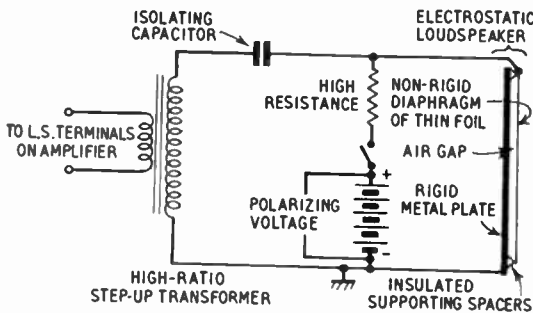 ISOLATING
CAPACITOR
ELECTROSTATIC
LOUDSPEAKER
HIGH
RESISTANCE
NON-RIGID
DIAPHRAGM
OF THIN FOIL
TO L.S. TERMINALS
ON AMPLIFIER
AIR GAP
+
POLARIZING
VOLTAGE
RIGID
METAL PLATE
-
HIGH-RATIO
STEP-UP TRANSFORMER
INSULATED
SUPPORTING SPACERS